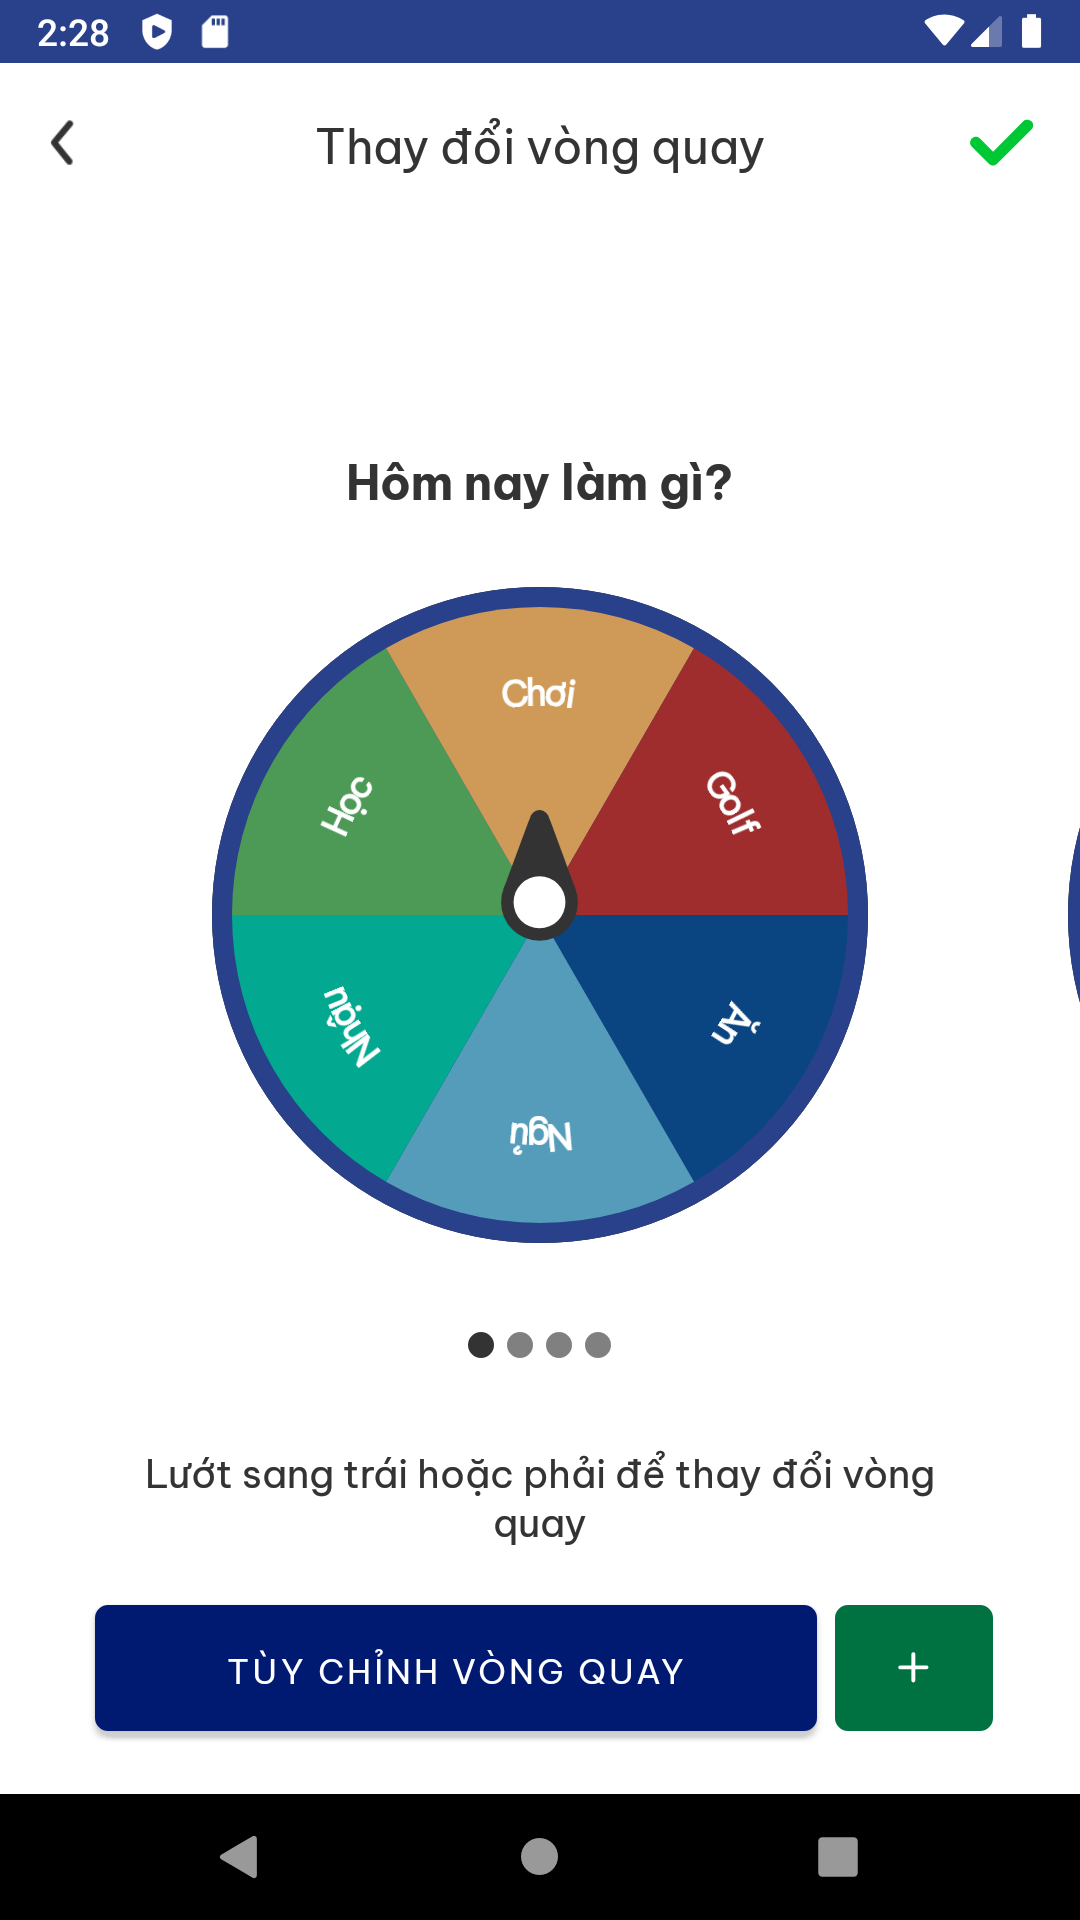 2:28
Thay đổi vòng quay
Hôm nay làm gì?
Chơi
Golf
Ăn
Ngủ
Nhậu
Học
Lướt sang trái hoặc phải để thay đổi vòng
quay
TÙY CHỈNH VÒNG QUAY
+